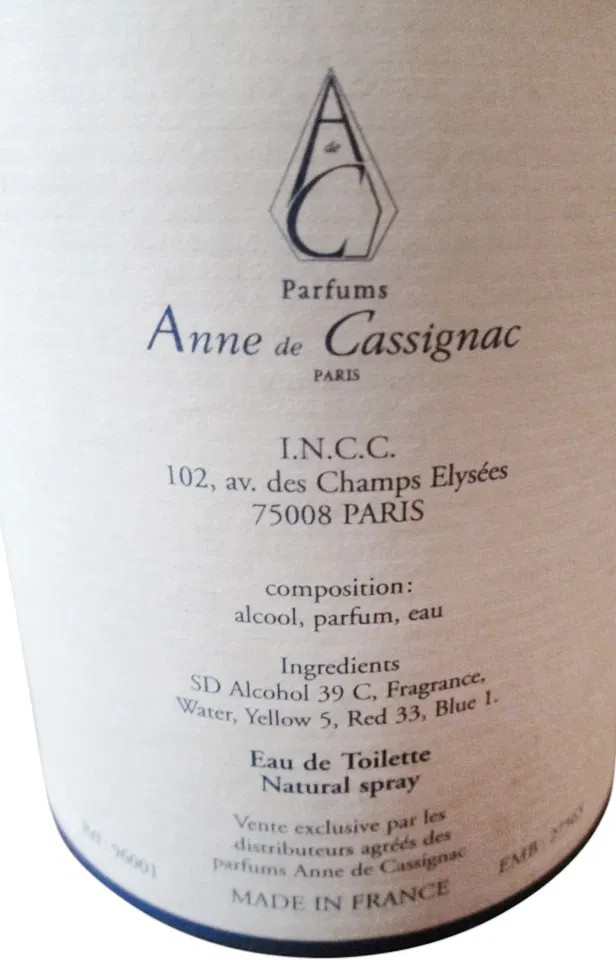 A
de
C
Parfums
Anne de Cassignac
PARIS
I.N.C.C.
102, av. des Champs Elysées
75008 PARIS
composition:
alcool, parfum, eau
Ingredients
SD Alcohol 39 C, Fragrance,
Water, Yellow 5, Red 33, Blue 1.
Eau de Toilette
Natural spray
Vente exclusive par les
distributeurs agréés des
parfums Anne de Cassignac
MADE IN FRANCE
96001
EMB